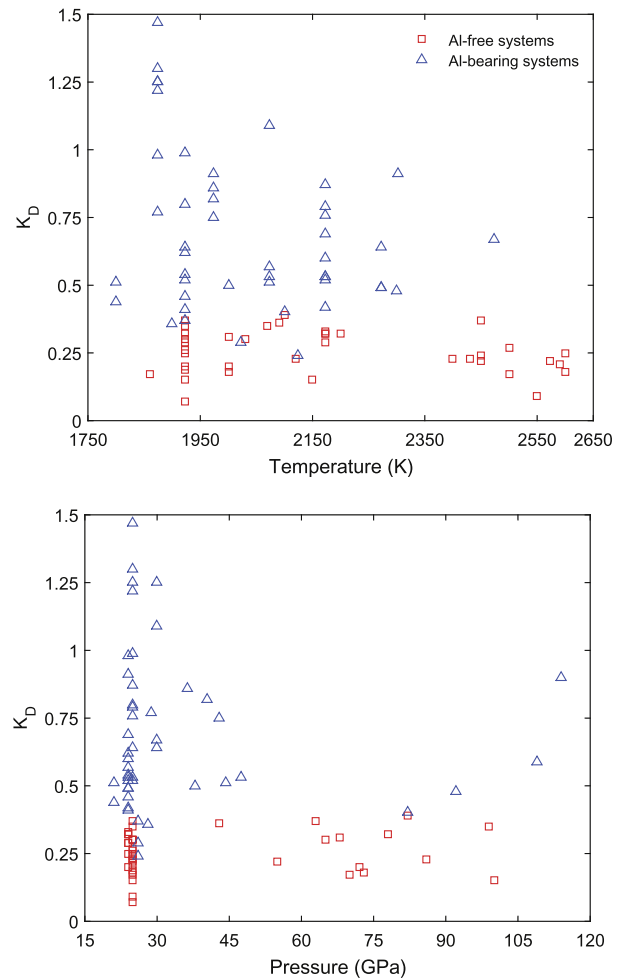 1.5
1.25
1
0.75
0.5
0.25
0
K_D
Al-free systems
Al-bearing systems
1750 1950 2150 2350 2550 2650
Temperature (K)
1.5
1.25
1
0.75
0.5
0.25
0
K_D
15 30 45 60 75 90 105 120
Pressure (GPa)